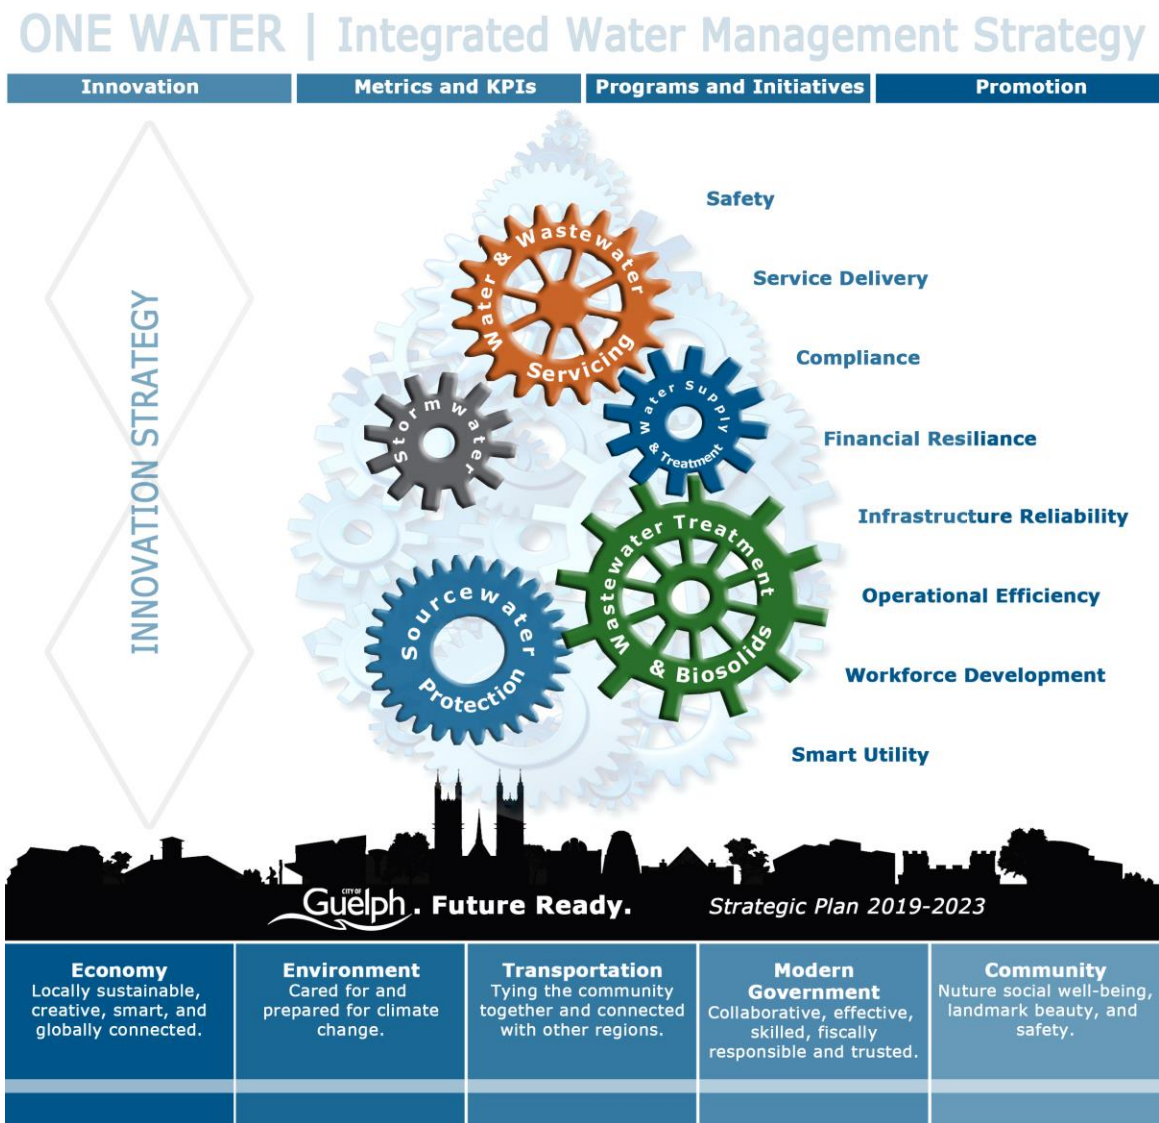 ONE WATER | Integrated Water Management Strategy
Innovation
Metrics and KPIs
Programs and Initiatives
Promotion
INNOVATION STRATEGY
Water & Wastewater
Servicing
Stormwater
Water Supply
& Treatment
Wastewater Treatment
& Biosolids
Sourcewater
Protection
Safety
Service Delivery
Compliance
Financial Resiliance
Infrastructure Reliability
Operational Efficiency
Workforce Development
Smart Utility
CITY OF
Guelph. Future Ready.
Strategic Plan 2019-2023
Economy
Locally sustainable,
creative, smart, and
globally connected.
Environment
Cared for and
prepared for climate
change.
Transportation
Tying the community
together and connected
with other regions.
Modern
Government
Collaborative, effective,
skilled, fiscally
responsible and trusted.
Community
Nuture social well-being,
landmark beauty, and
safety.